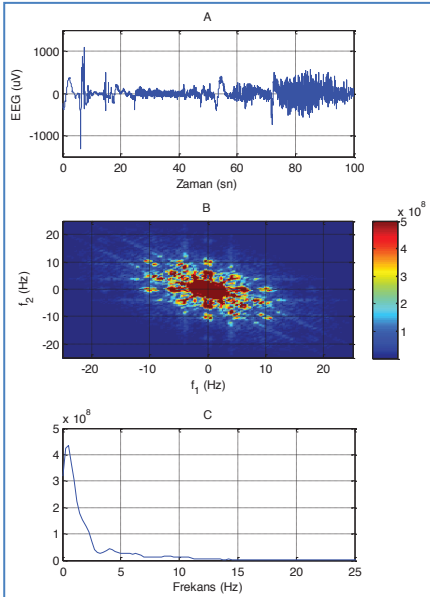 A
EEG (uV)
1000
0
-1000
0 20 40 60 80 100
Zaman (sn)
B
f2 (Hz)
20
10
0
-10
-20
-20 -10 0 10 20
f1 (Hz)
x 10^8
5
4
3
2
1
C
x 10^8
5
4
3
2
1
0
0 5 10 15 20 25
Frekans (Hz)